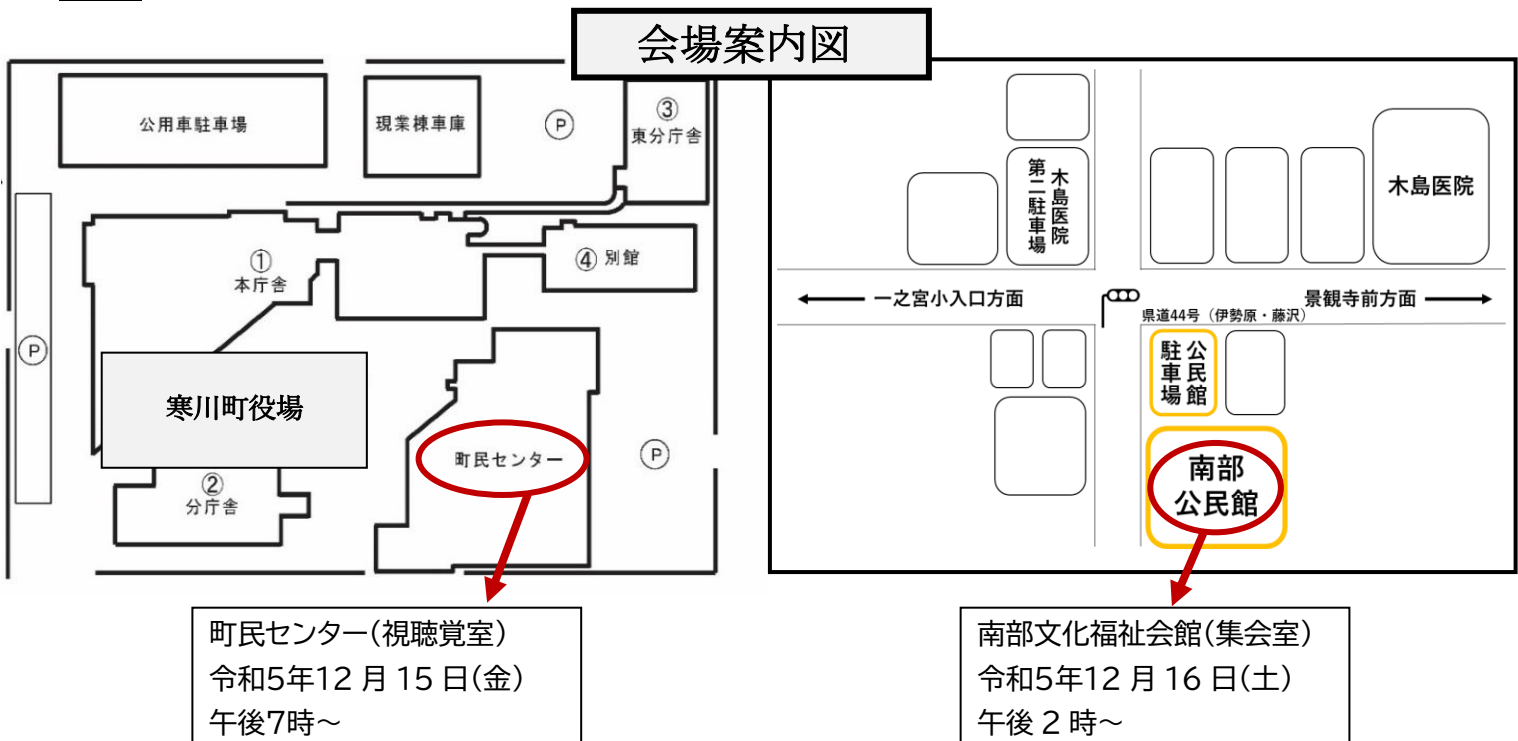 会場案内図
公用車駐車場
現業棟車庫
P
③
東分庁舎
①
本庁舎
④別館
P
寒川町役場
町民センター
P
②
分庁舎
木島医院
第二駐車場
木島医院
一之宮小入口方面
景観寺前方面
県道44号（伊勢原・藤沢）
公民館
駐車場
南部
公民館
町民センター(視聴覚室)
令和5年12月15日(金)
午後7時～
南部文化福祉会館(集会室)
令和5年12月16日(土)
午後2時～